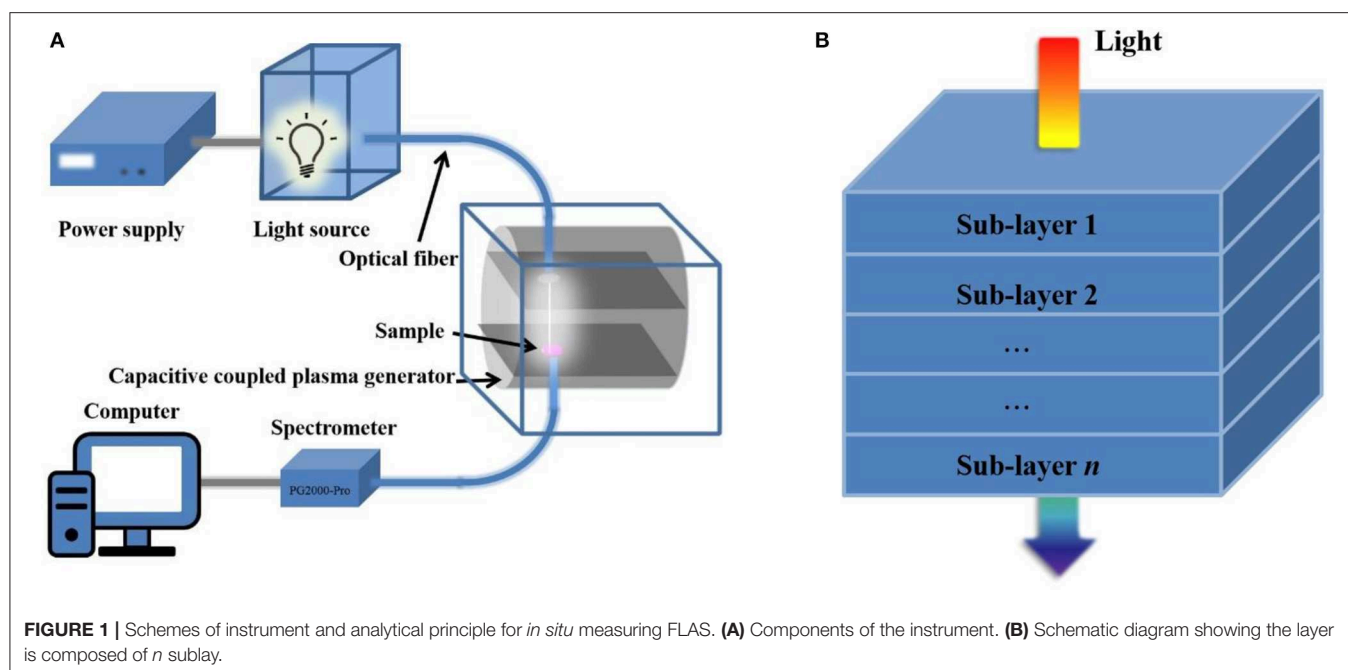 A
B
Light
Power supply
Light source
Optical fiber
Sample
Capacitive coupled plasma generator
Computer
Spectrometer
PG2000-Pro
Sub-layer 1
Sub-layer 2
...
...
Sub-layer n
FIGURE 1 | Schemes of instrument and analytical principle for in situ measuring FLAS. (A) Components of the instrument. (B) Schematic diagram showing the layer
is composed of n sublay.